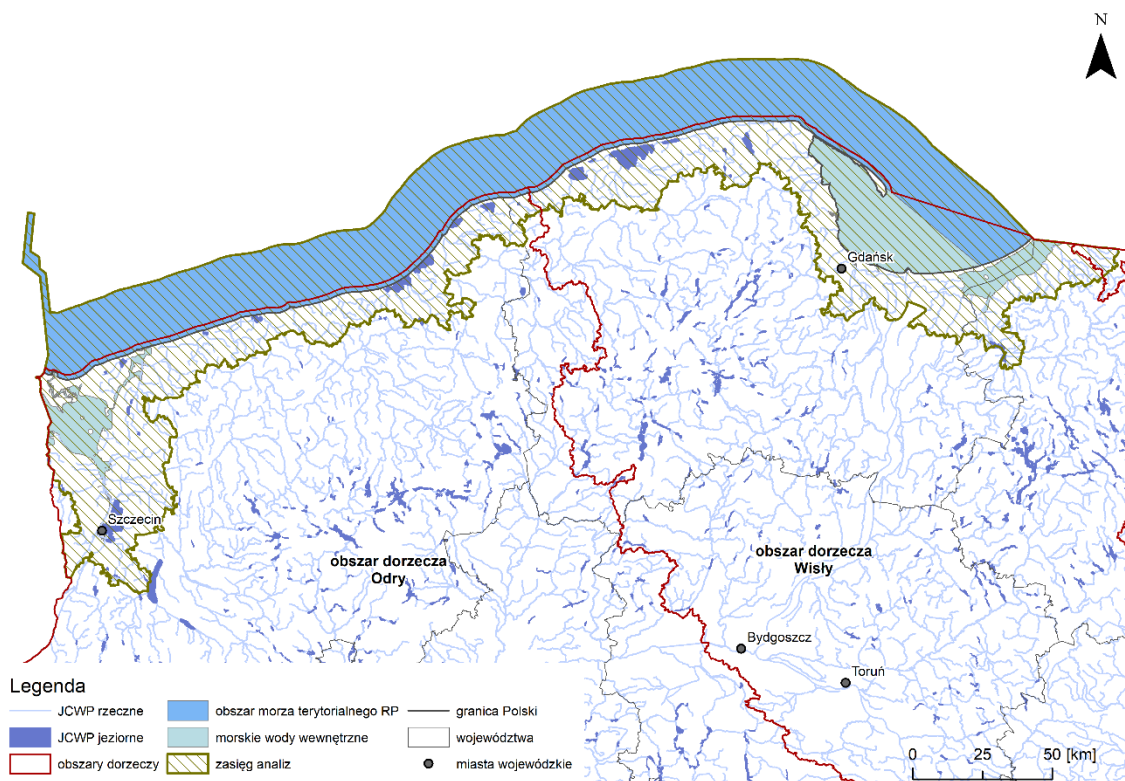 N
Gdańsk
Szczecin
obszar dorzecza
Odry
obszar dorzecza
Wisły
Bydgoszcz
Toruń
Legenda
JCWP rzeczne
obszar morza terytorialnego RP
granica Polski
JCWP jeziorne
morskie wody wewnętrzne
województwa
obszary dorzeczy
zasięg analiz
miasta wojewódzkie
0 25 50 [km]